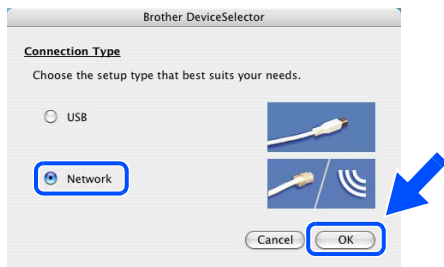 Brother DeviceSelector
Connection Type
Choose the setup type that best suits your needs.
USB
Network
Cancel OK